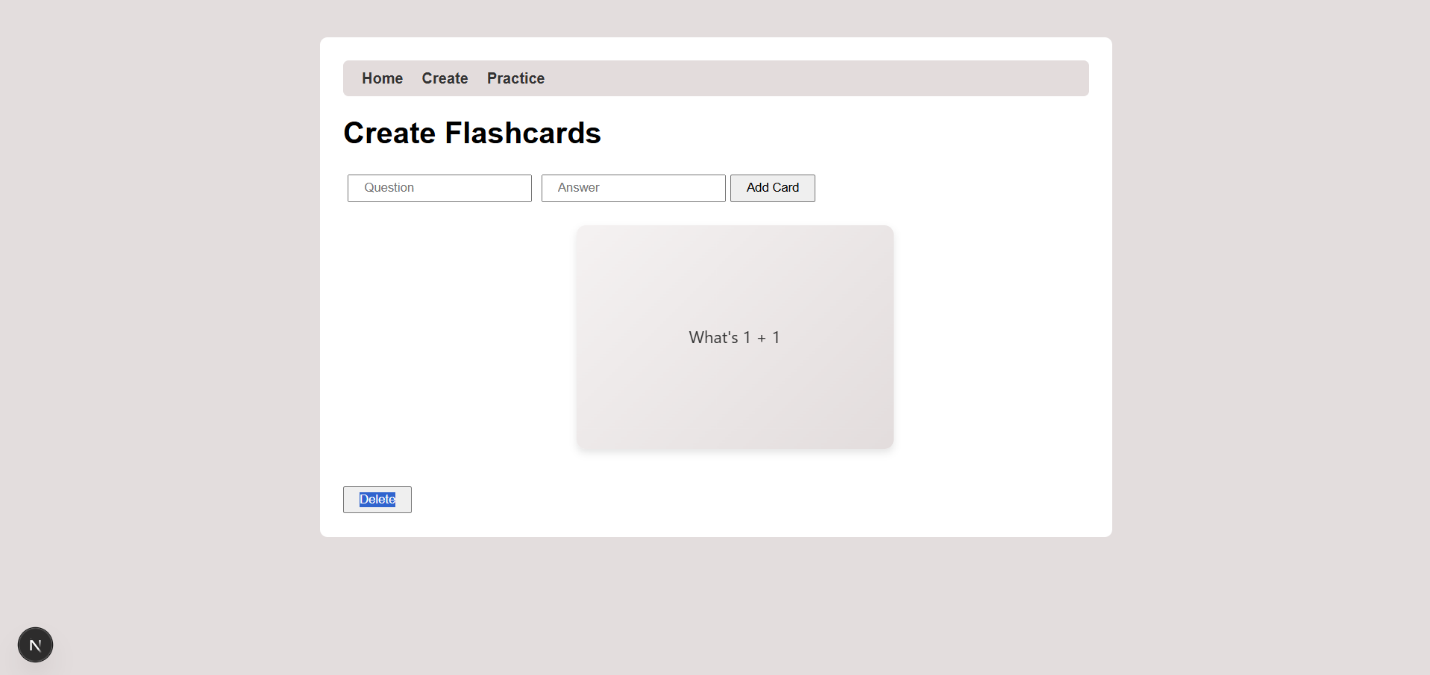 Home Create Practice
Create Flashcards
Question Answer Add Card
What's 1 + 1
Delete
N